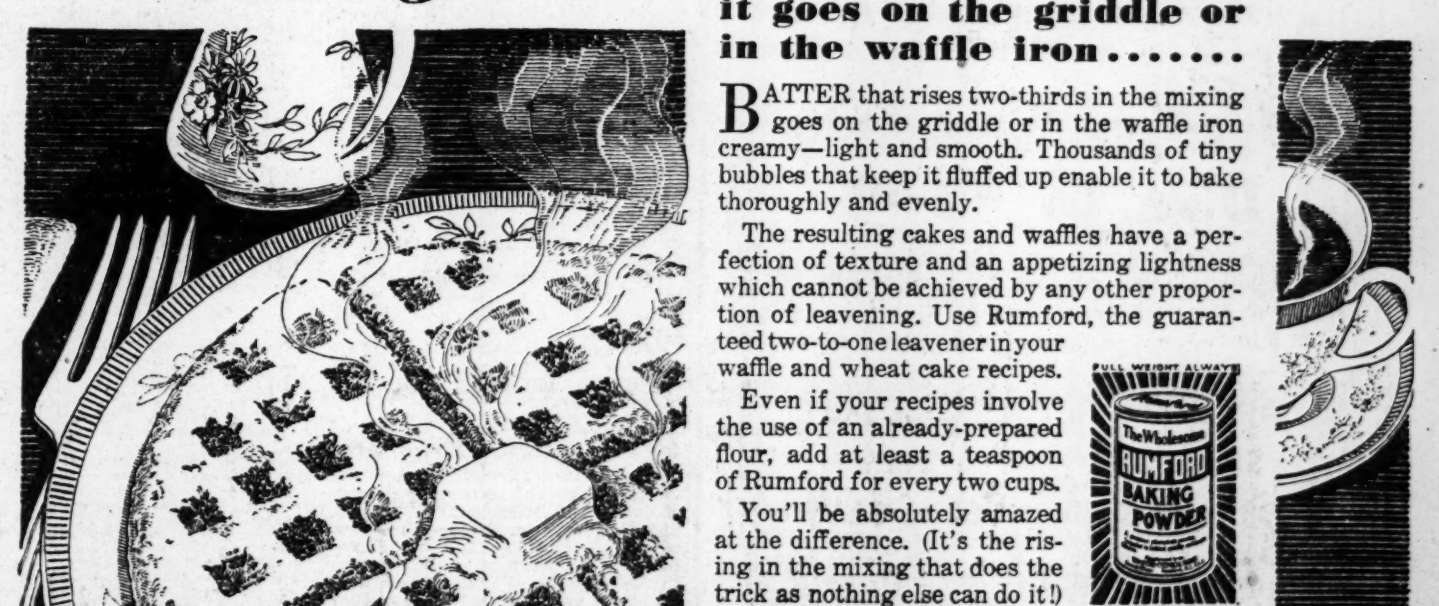 it goes on the griddle or
in the waffle iron.......
BATTER that rises two-thirds in the mixing
goes on the griddle or in the waffle iron
creamy—light and smooth. Thousands of tiny
bubbles that keep it fluffed up enable it to bake
thoroughly and evenly.
The resulting cakes and waffles have a per-
fection of texture and an appetizing lightness
which cannot be achieved by any other propor-
tion of leavening. Use Rumford, the guaran-
teed two-to-one leavener in your
waffle and wheat cake recipes.
Even if your recipes involve
the use of an already-prepared
flour, add at least a teaspoon
of Rumford for every two cups.
You'll be absolutely amazed
at the difference. (It's the ris-
ing in the mixing that does the
trick as nothing else can do it!)
FULL WEIGHT ALWAYS
The Wholesome
RUMFORD
BAKING
POWDER